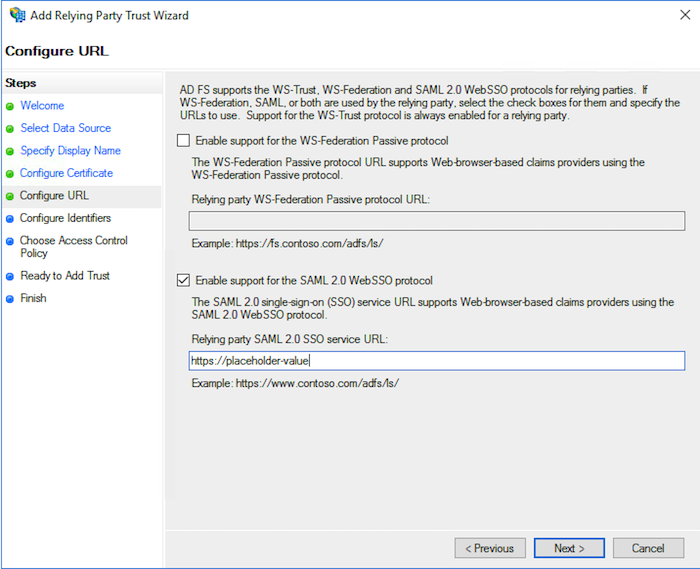 Add Relying Party Trust Wizard
Configure URL
Steps
Welcome
Select Data Source
Specify Display Name
Configure Certificate
Configure URL
Configure Identifiers
Choose Access Control
Policy
Ready to Add Trust
Finish
AD FS supports the WS-Trust, WS-Federation and SAML 2.0 WebSSO protocols for relying parties. If
WS-Federation, SAML, or both are used by the relying party, select the check boxes for them and specify the
URLs to use. Support for the WS-Trust protocol is always enabled for a relying party.
Enable support for the WS-Federation Passive protocol
The WS-Federation Passive protocol URL supports Web-browser-based claims providers using the
WS-Federation Passive protocol.
Relying party WS-Federation Passive protocol URL:
Example: https://fs.contoso.com/adfs/ls/
Enable support for the SAML 2.0 WebSSO protocol
The SAML 2.0 single-sign-on (SSO) service URL supports Web-browser-based claims providers using the
SAML 2.0 WebSSO protocol.
Relying party SAML 2.0 SSO service URL:
https://placeholder-value
Example: https://www.contoso.com/adfs/ls/
< Previous
Next >
Cancel